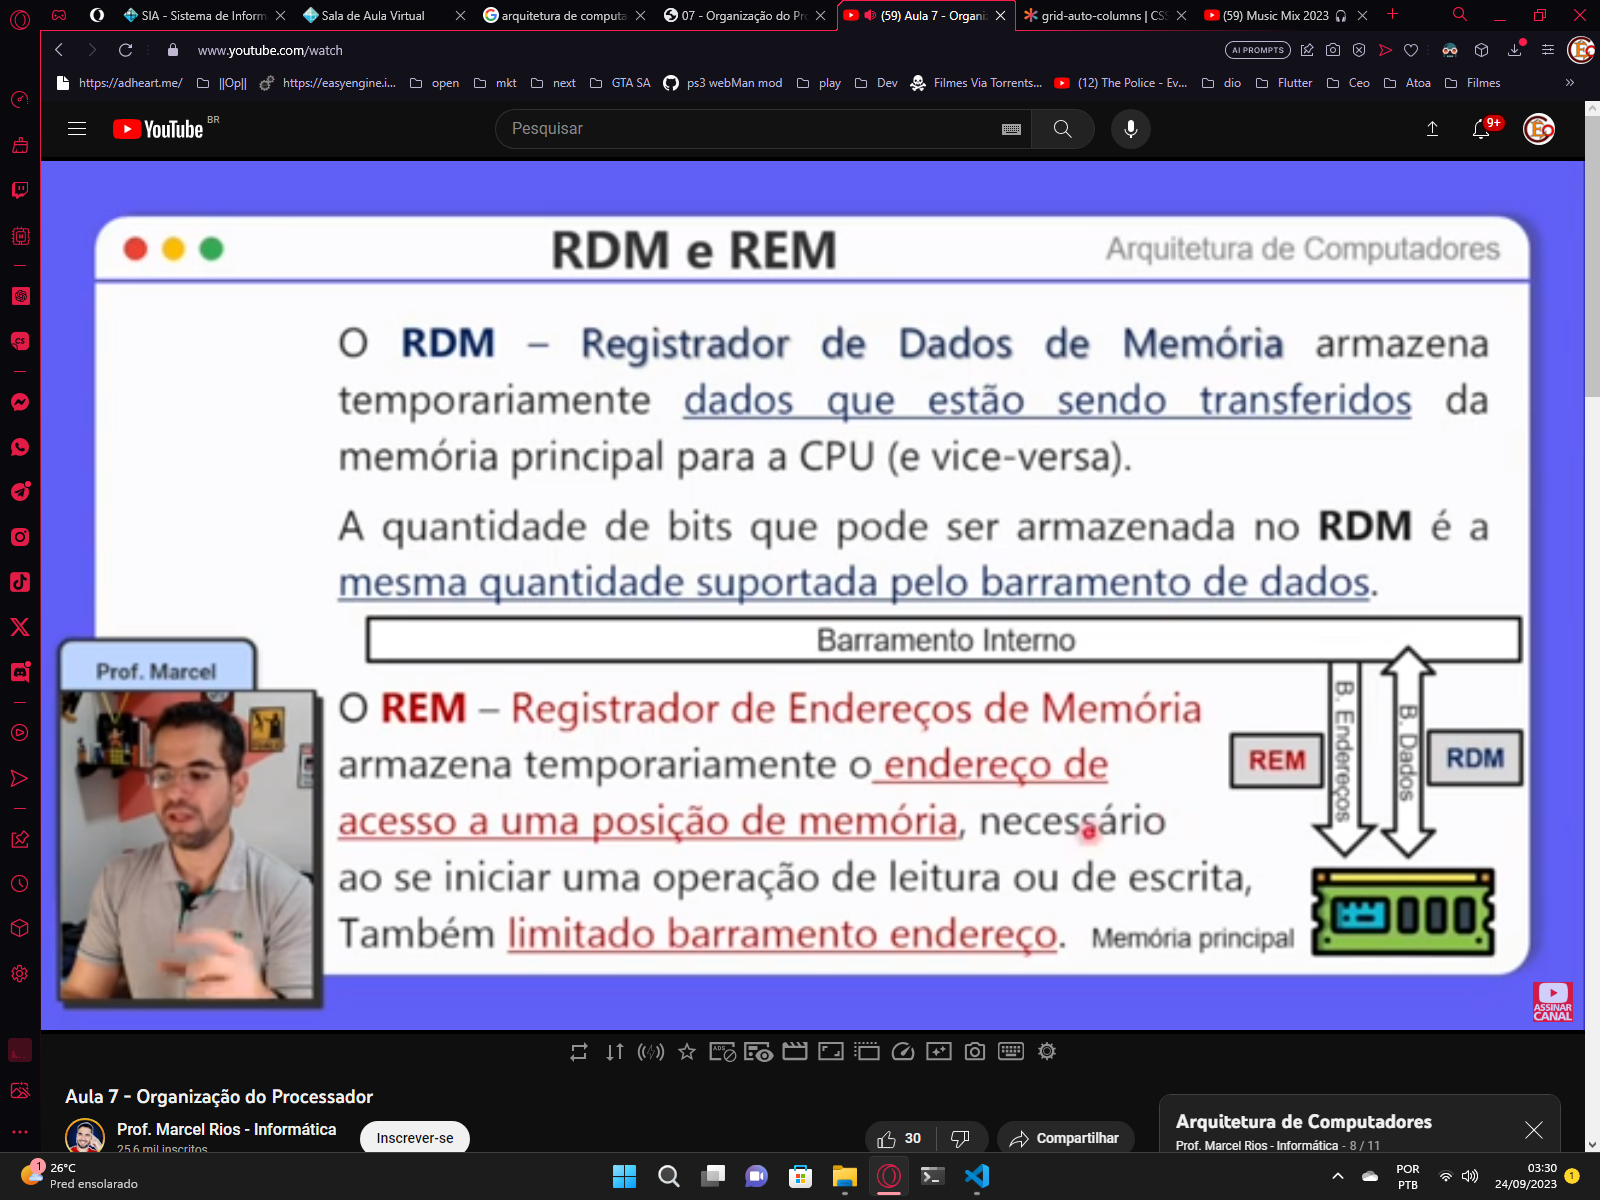 SIA - Sistema de Inform
Sala de Aula Virtual
arquitetura de computa
07 - Organização do Pr
(59) Aula 7 - Organi
grid-auto-columns | CSS
(59) Music Mix 2023
www.youtube.com/watch
AI PROMPTS
https://adheart.me/
||Op||
https://easyengine.i...
open
mkt
next
GTA SA
ps3 webMan mod
play
Dev
Filmes Via Torrents...
(12) The Police - Ev...
dio
Flutter
Ceo
Atoa
Filmes
YouTube BR
Pesquisar
9+
RDM e REM
Arquitetura de Computadores
O RDM – Registrador de Dados de Memória armazena
temporariamente dados que estão sendo transferidos da
memória principal para a CPU (e vice-versa).
A quantidade de bits que pode ser armazenada no RDM é a
mesma quantidade suportada pelo barramento de dados.
Barramento Interno
Prof. Marcel
O REM – Registrador de Endereços de Memória
armazena temporariamente o endereço de
acesso a uma posição de memória, necessário
ao se iniciar uma operação de leitura ou de escrita,
Também limitado barramento endereço.
B. Endereços
B. Dados
REM
RDM
Memória principal
ASSINAR
CANAL
Aula 7 - Organização do Processador
Prof. Marcel Rios - Informática
25,6 mil inscritos
Inscrever-se
30
Compartilhar
Arquitetura de Computadores
Prof. Marcel Rios - Informática - 8 / 11
1
26°C
Pred ensolarado
POR
PTB
03:30
24/09/2023
1